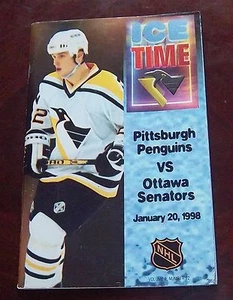 ICE
TIME
Pittsburgh
Penguins
VS
Ottawa
Senators
January 20, 1998
NHL